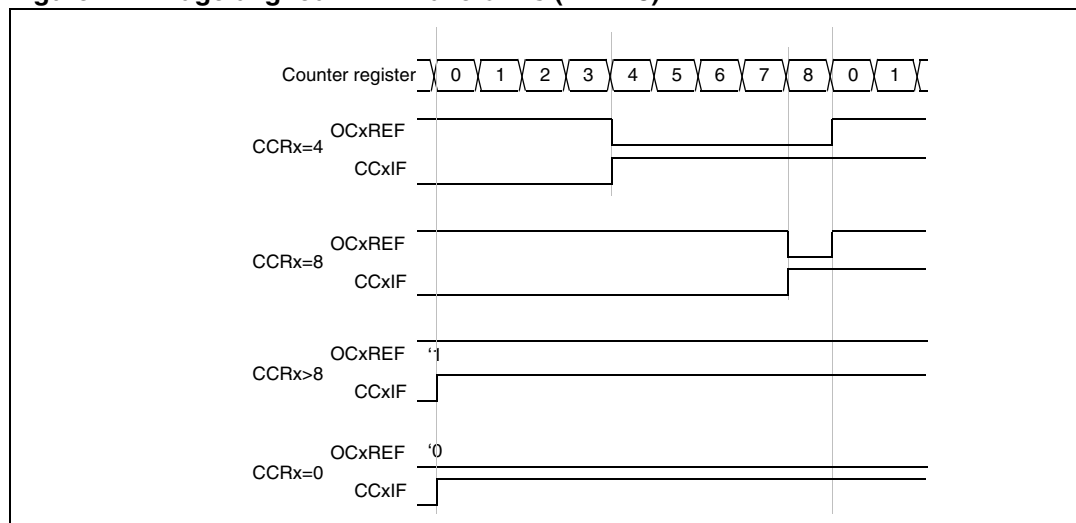 Counter register 0 1 2 3 4 5 6 7 8 0 1
OCxREF
CCRx=4
CCxIF
OCxREF
CCRx=8
CCxIF
OCxREF ‘1
CCRx>8
CCxIF
OCxREF ‘0
CCRx=0
CCxIF